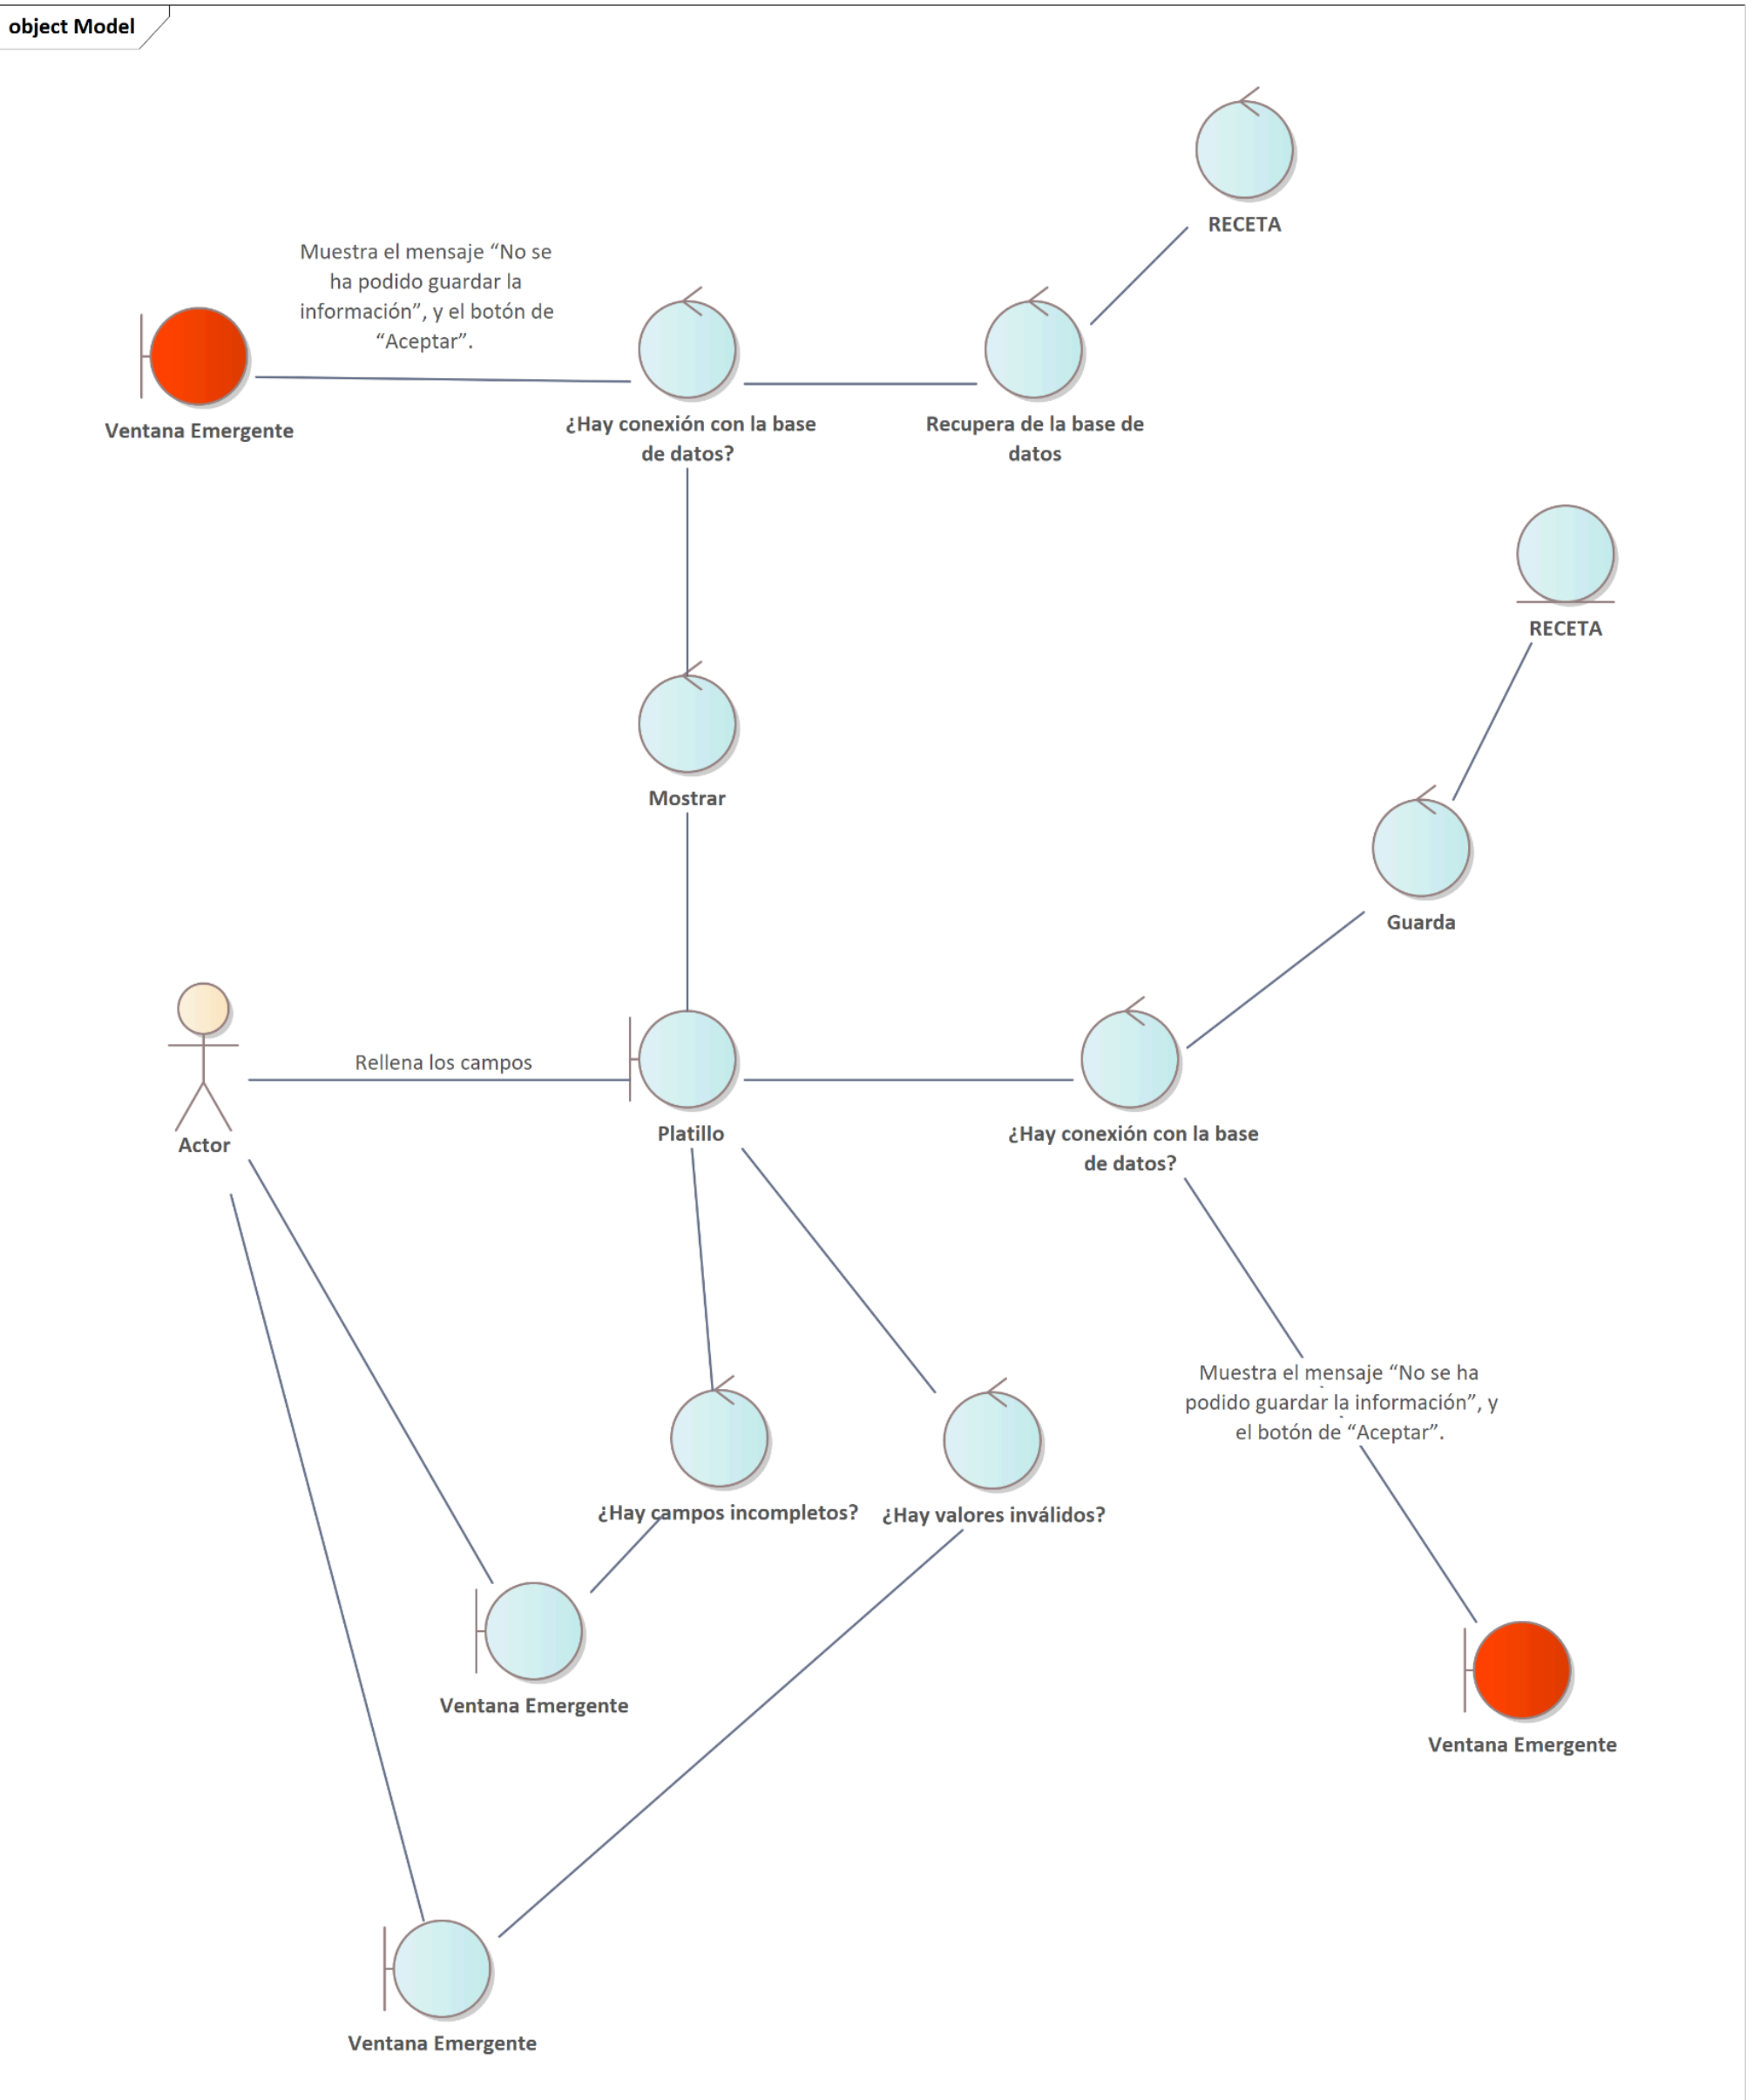 object Model
RECETA
Muestra el mensaje “No se
ha podido guardar la
información”, y el botón de
“Aceptar”.
Ventana Emergente
¿Hay conexión con la base
de datos?
Recupera de la base de
datos
RECETA
Mostrar
Guarda
Rellena los campos
Actor
Platillo
¿Hay conexión con la base
de datos?
Muestra el mensaje “No se ha
podido guardar la información”, y
el botón de “Aceptar”.
¿Hay campos incompletos?
¿Hay valores inválidos?
Ventana Emergente
Ventana Emergente
Ventana Emergente